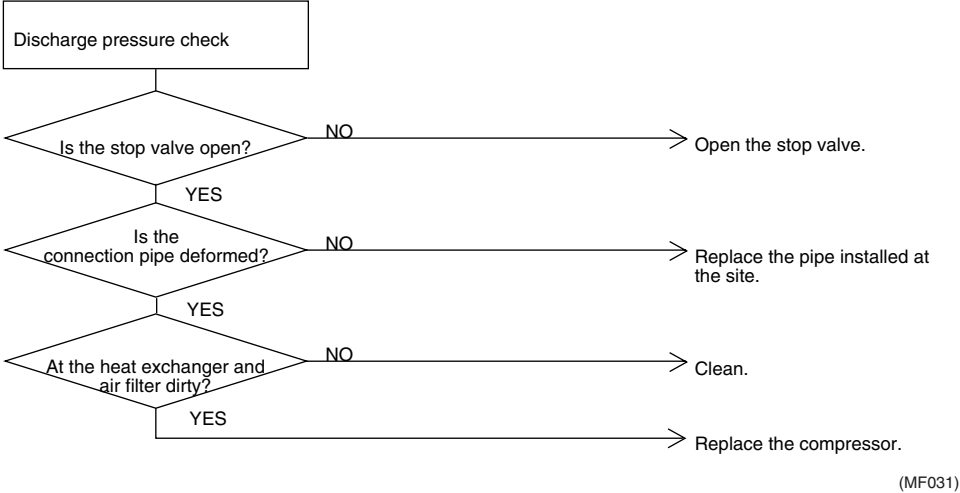 Discharge pressure check
Is the stop valve open?
NO
Open the stop valve.
YES
Is the
connection pipe deformed?
NO
Replace the pipe installed at
the site.
YES
At the heat exchanger and
air filter dirty?
NO
Clean.
YES
Replace the compressor.
(MF031)